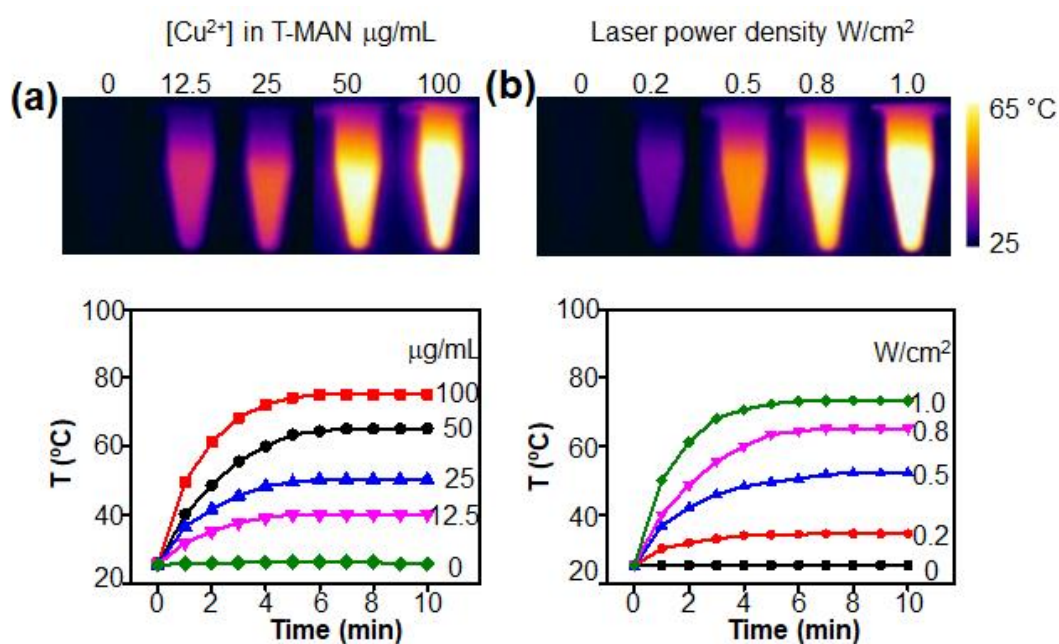 [Cu²⁺] in T-MAN μg/mL
Laser power density W/cm²
(a) 0 12.5 25 50 100
(b) 0 0.2 0.5 0.8 1.0
65 °C
25
100
80
60
40
20
T (ºC)
μg/mL
100
50
25
12.5
0
0 2 4 6 8 10
Time (min)
100
80
60
40
20
T (ºC)
W/cm²
1.0
0.8
0.5
0.2
0
0 2 4 6 8 10
Time (min)